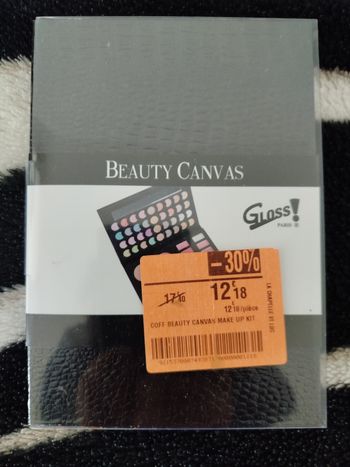 BEAUTY CANVAS
GLOSS!
PARIS
-30%
17€40
12€18
12€18/pièce
COFF BEAUTY CANVAS MAKE UP KIT